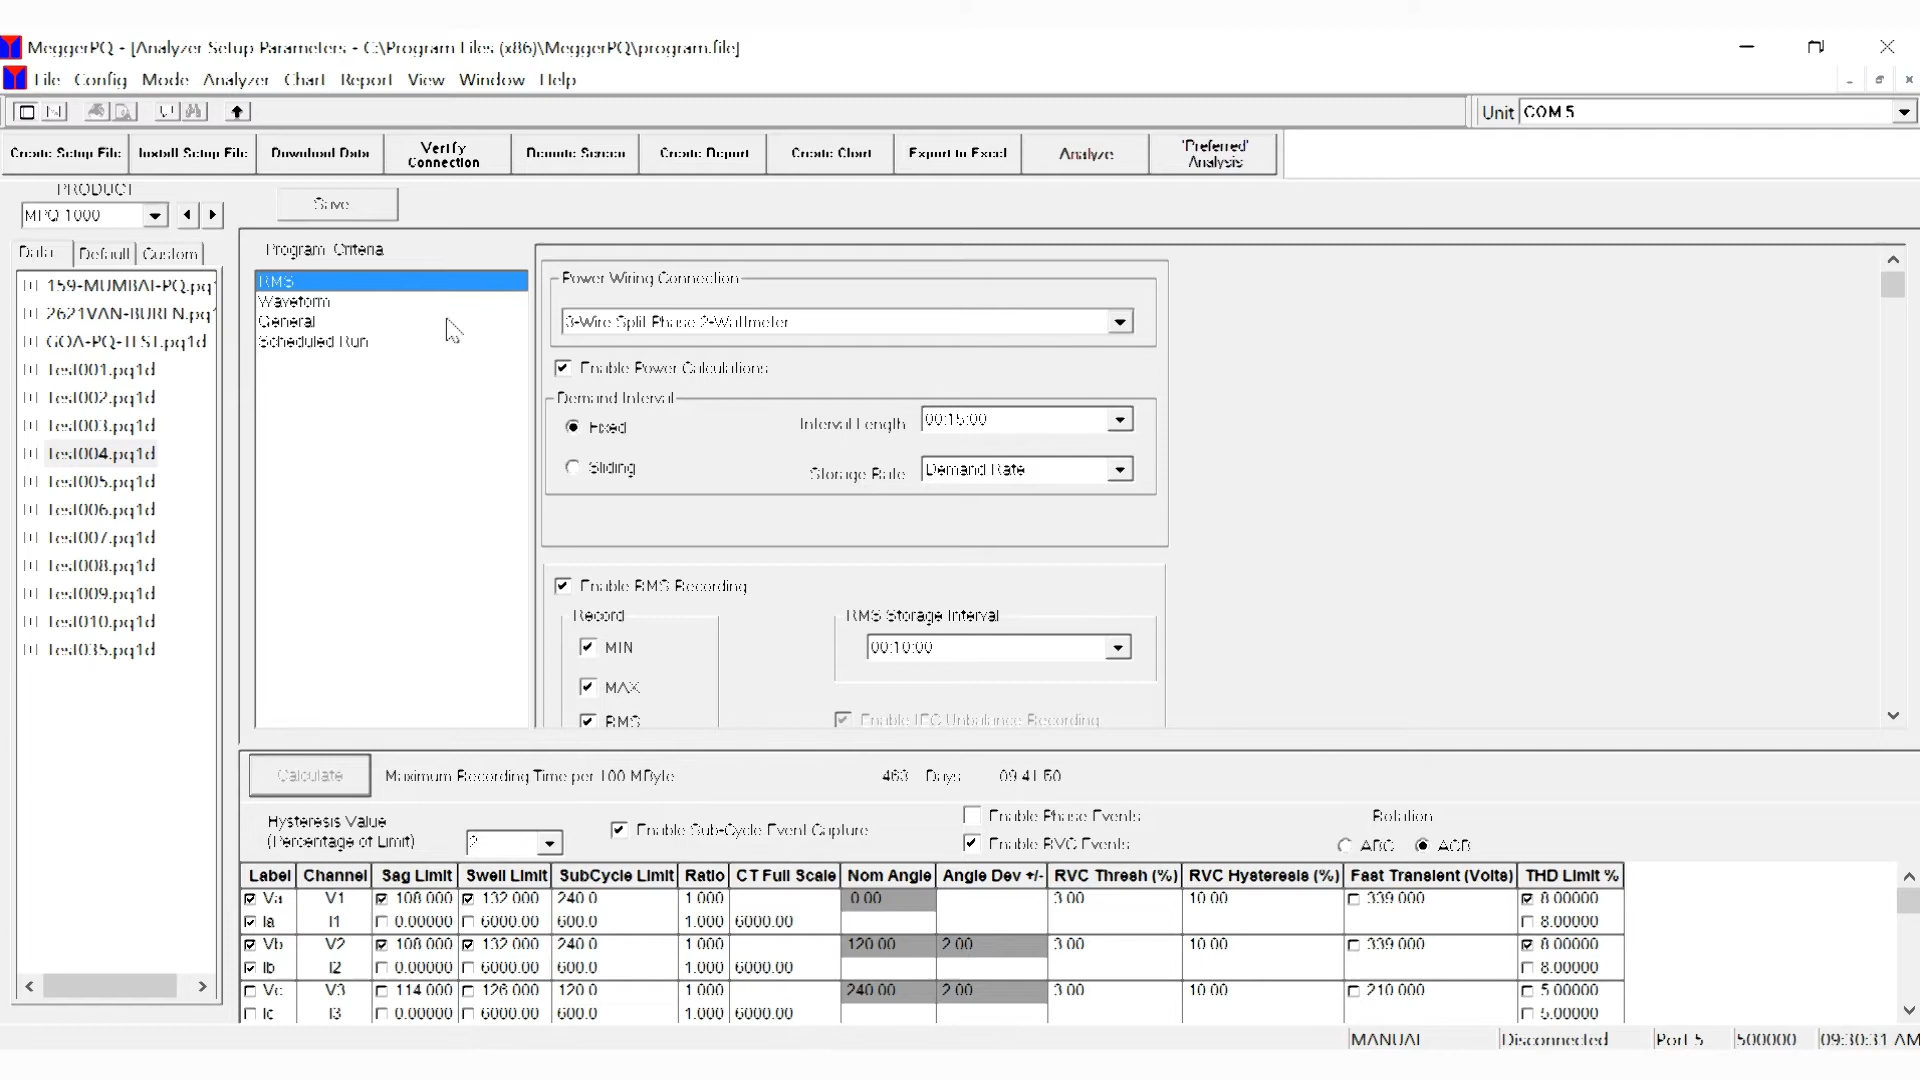 MeggerPQ - [Analyzer Setup Parameters - C:\Program Files (x86)\MeggerPQ\program.file]
File Config Mode Analyzer Chart Report View Window Help
Unit COM 5
Create Setup File Install Setup File Download Data Verify Connection Remote Screen Create Report Create Chart Export to Excel Analyze 'Preferred' Analysis
PRODUCT
MPQ 1000
Save
Data Default Custom
159-MUMBAI-PQ.pq1
2621VAN-BUREN.pq1
GOA-PQ-TEST.pq1d
Test001.pq1d
Test002.pq1d
Test003.pq1d
Test004.pq1d
Test005.pq1d
Test006.pq1d
Test007.pq1d
Test008.pq1d
Test009.pq1d
Test010.pq1d
Test035.pq1d
Program Criteria
RMS
Waveform
General
Scheduled Run
Power Wiring Connection
3-Wire Split Phase 2-Wattmeter
Enable Power Calculations
Demand Interval
Fixed
Interval Length 00:15:00
Sliding
Storage Rate Demand Rate
Enable RMS Recording
Record
RMS Storage Interval
MIN
00:10:00
MAX
RMS
Enable IEC Unbalance Recording
Calculate Maximum Recording Time per 100 MByte 463 Days 09:41:50
Hysteresis Value
(Percentage of Limit) 2
Enable Sub-Cycle Event Capture
Enable Phase Events
Enable RVC Events
Rotation
ABC ACB
Label Channel Sag Limit Swell Limit SubCycle Limit Ratio CT Full Scale Nom Angle Angle Dev +/- RVC Thresh (%) RVC Hysteresis (%) Fast Transient (Volts) THD Limit %
Va V1 108.000 132.000 240.0 1.000 0.00 3.00 10.00 339.000 8.00000
Ia I1 0.00000 6000.00 600.0 1.000 6000.00 8.00000
Vb V2 108.000 132.000 240.0 1.000 120.00 2.00 3.00 10.00 339.000 8.00000
Ib I2 0.00000 6000.00 600.0 1.000 6000.00 8.00000
Vc V3 114.000 126.000 120.0 1.000 240.00 2.00 3.00 10.00 210.000 5.00000
Ic I3 0.00000 6000.00 600.0 1.000 6000.00 5.00000
MANUAL Disconnected Port 5 500000 09:30:31 AM